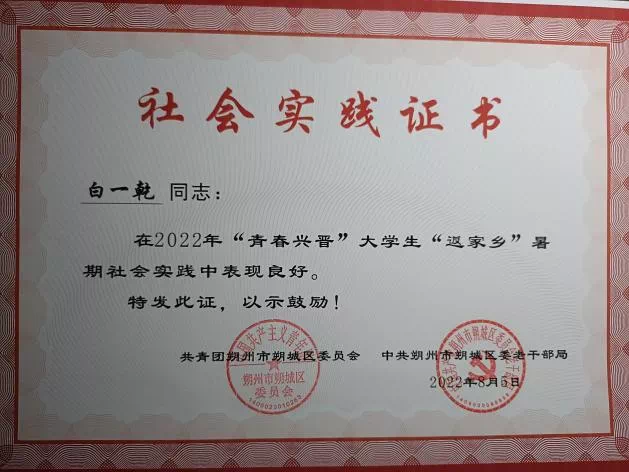 社会实践证书
白一乾 同志：
在2022年“青春兴晋”大学生“返家乡”暑
期社会实践中表现良好。
特发此证，以示鼓励！
共青团朔州市朔城区委员会 中共朔州市朔城区委老干部局
2022年8月5日
朔州市朔城区
委员会